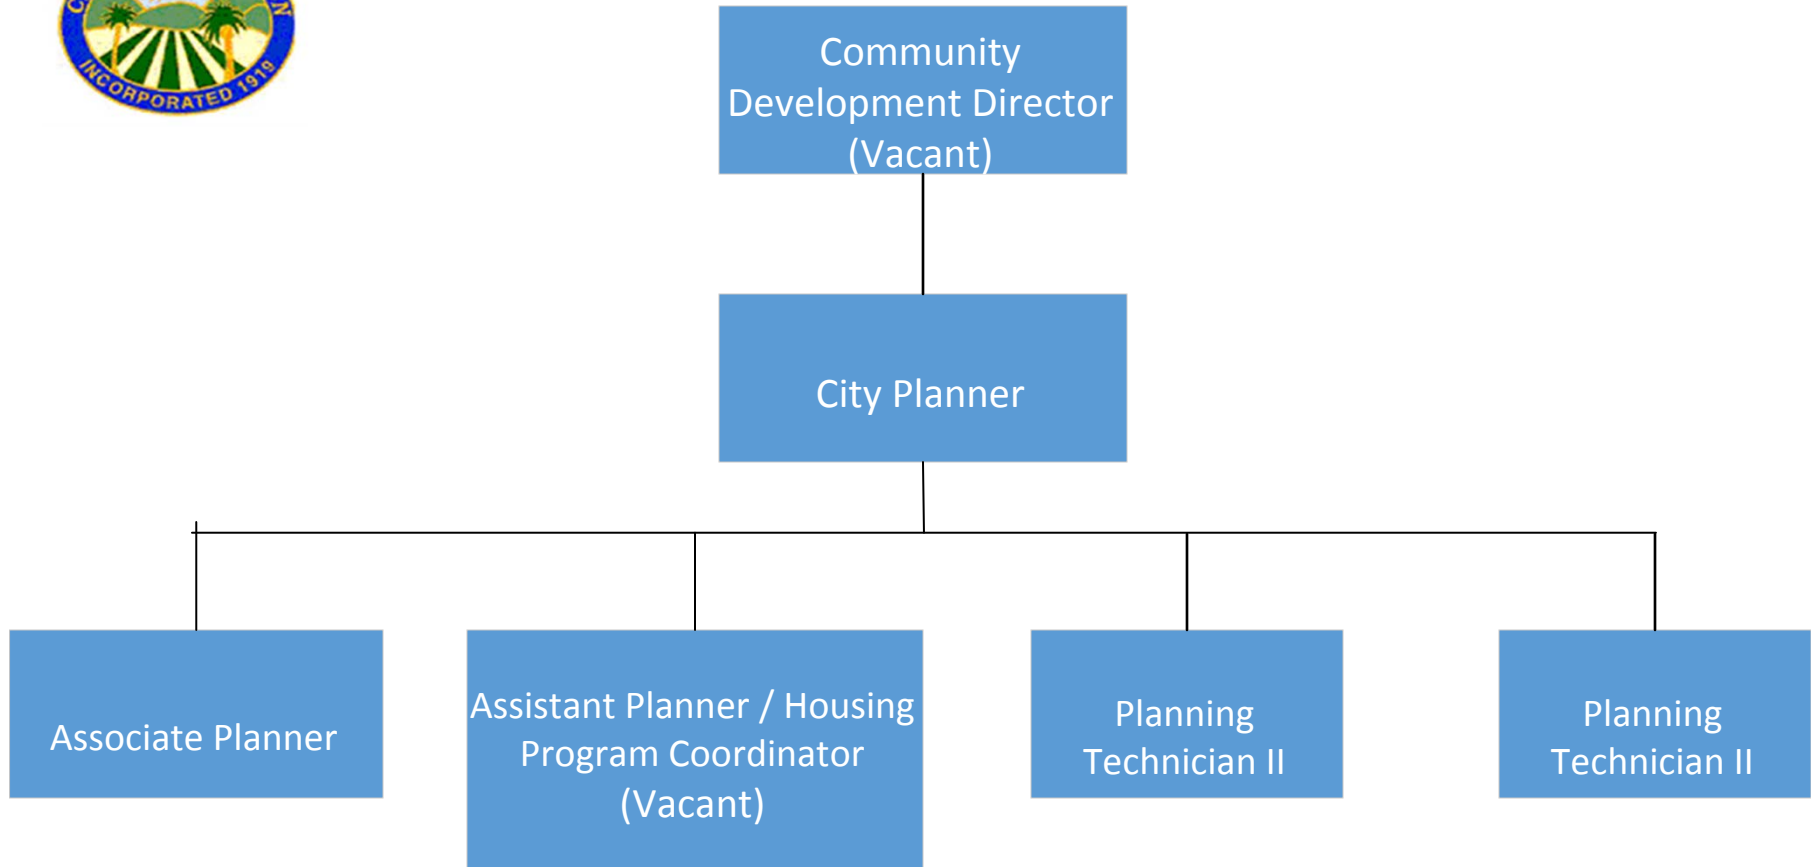 INCORPORATED 1919
Community
Development Director
(Vacant)
City Planner
Associate Planner
Assistant Planner / Housing
Program Coordinator
(Vacant)
Planning
Technician II
Planning
Technician II